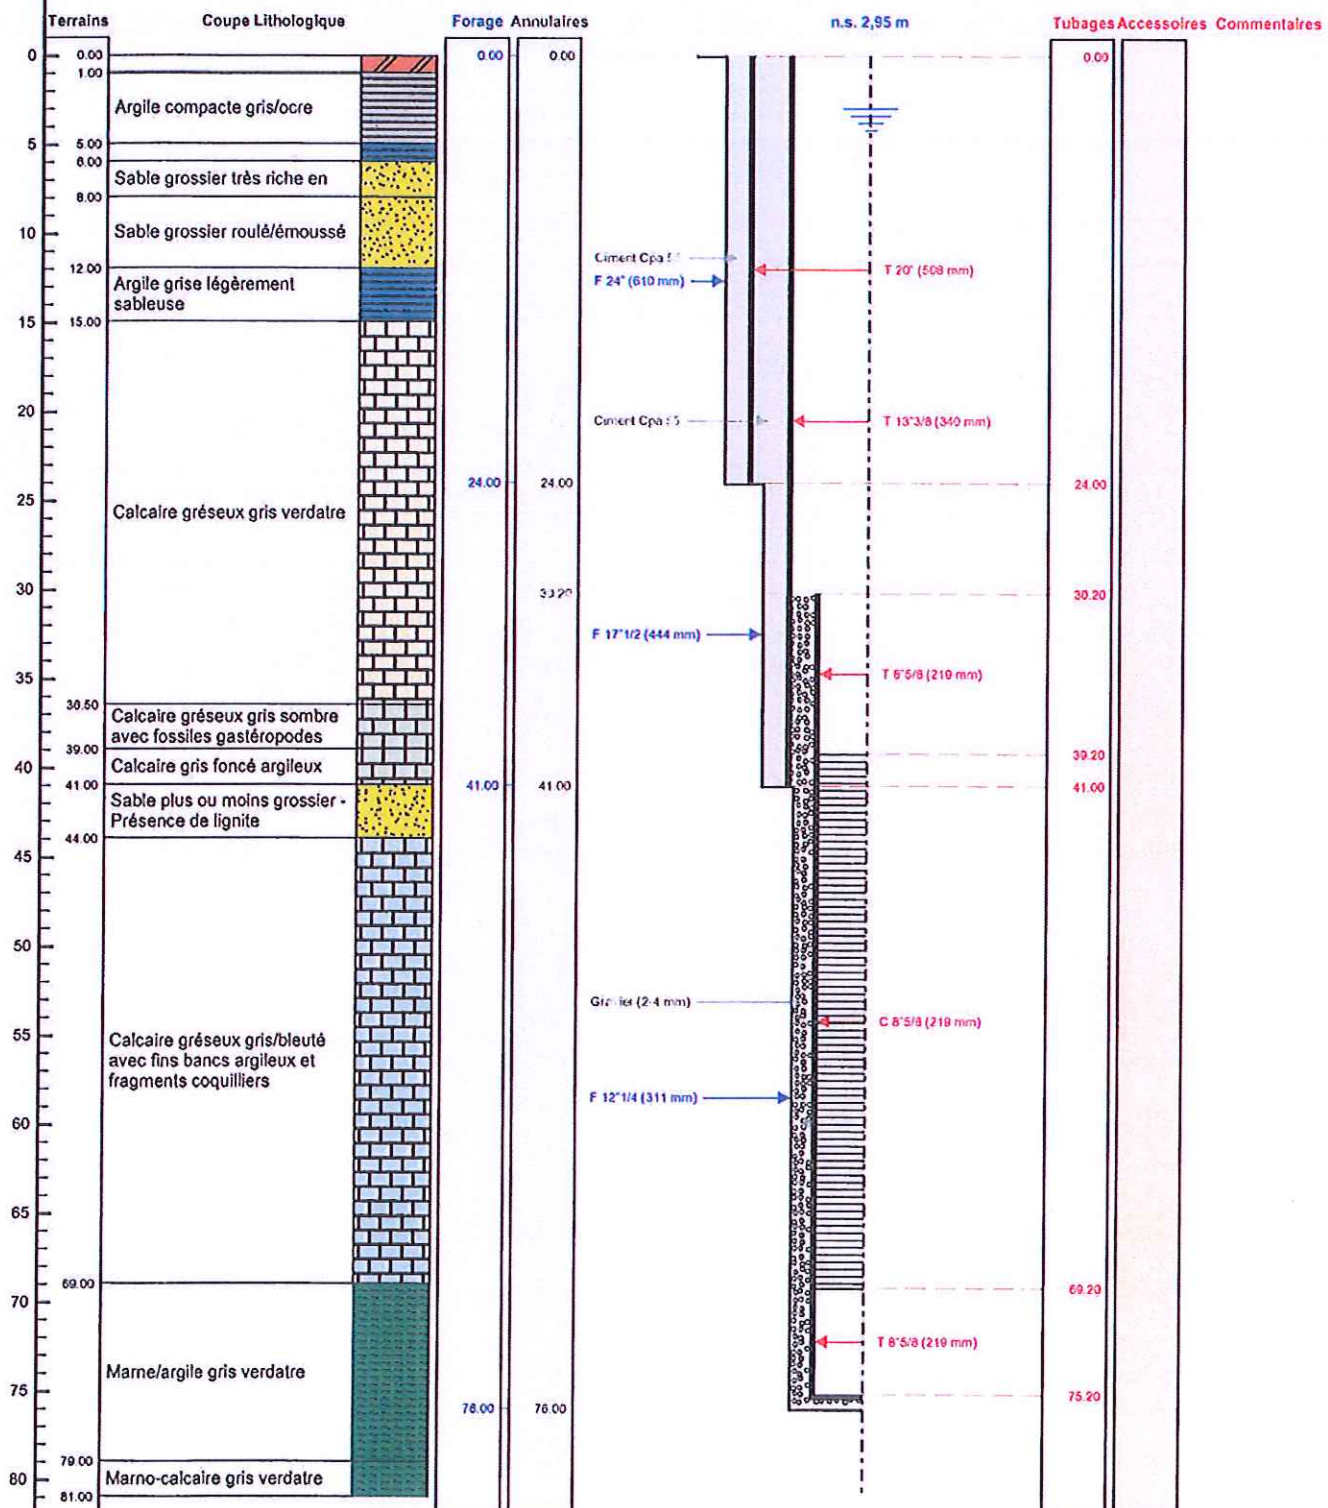 Terrains Coupe Lithologique Forage Annulaires n.s. 2,95 m Tubages Accessoires Commentaires
0 0.00 0.00 0.00 0.00
1.00
Argile compacte gris/ocre
5 5.00
6.00
Sable grossier très riche en
8.00
10 Sable grossier roulé/émoussé
Ciment Cpa
12.00 T 20" (508 mm)
Argile grise légèrement F 24" (610 mm)
sableuse
15 15.00
20 Ciment Cpa T 13"3/8 (340 mm)
24.00 24.00 24.00
25
Calcaire gréseux gris verdatre
30 30.20
F 17"1/2 (444 mm)
35 (219 mm)
Calcaire gréseux gris sombre
avec fossiles gastéropodes
39.00 39.20
40 Calcaire gris foncé argileux
41.00 41.00 41.00 41.00
Sable plus ou moins grossier -
Présence de lignite
44.00
45
50
(2-4 mm) C 8"5/8 (219 mm)
55 Calcaire gréseux gris/bleuté
avec fins bancs argileux et
fragments coquilliers
F 12"1/4 (311 mm)
60
65
69.00 69.20
70
T 8"5/8 (219 mm)
Marne/argile gris verdatre
75 75.20
76.00 76.00
79.00
80 Marno-calcaire gris verdatre
81.00